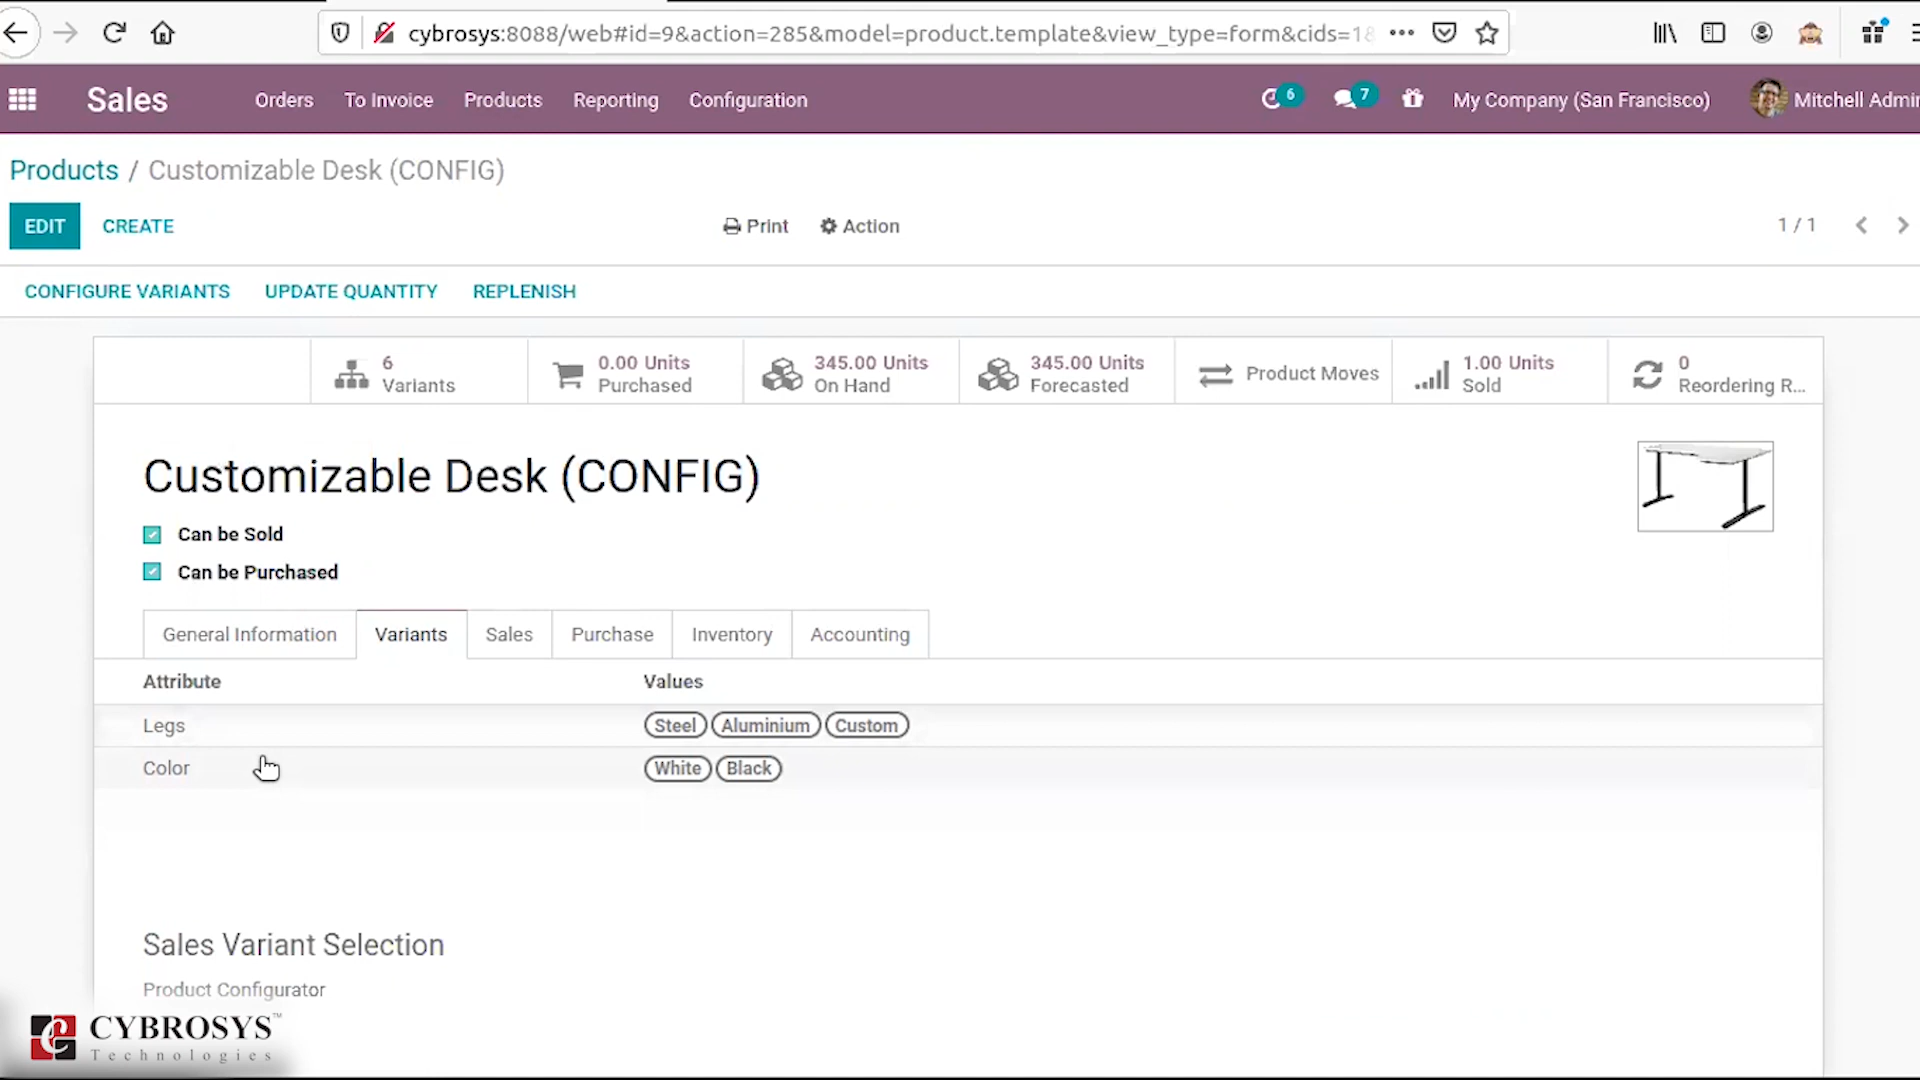 cybrosys:8088/web#id=9&action=285&model=product.template&view_type=form&cids=18
Sales Orders To Invoice Products Reporting Configuration 6 7 My Company (San Francisco) Mitchell Admin
Products / Customizable Desk (CONFIG)
EDIT CREATE Print Action 1 / 1
CONFIGURE VARIANTS UPDATE QUANTITY REPLENISH
6 0.00 Units 345.00 Units 345.00 Units Product Moves 1.00 Units 0
Variants Purchased On Hand Forecasted Sold Reordering R...
Customizable Desk (CONFIG)
Can be Sold
Can be Purchased
General Information Variants Sales Purchase Inventory Accounting
Attribute Values
Legs Steel Aluminium Custom
Color White Black
Sales Variant Selection
Product Configurator
CYBROSYS™
Technologies